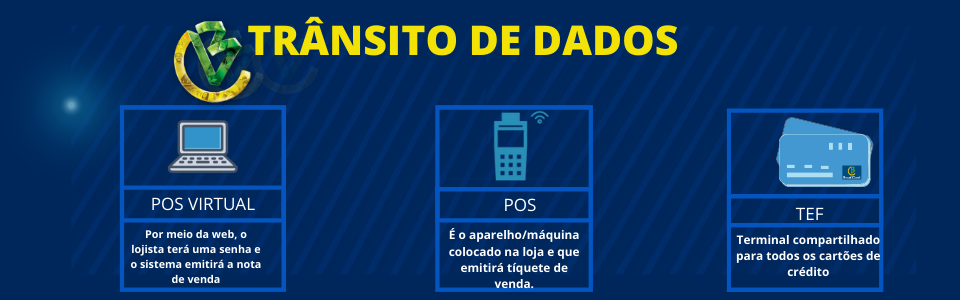 TRÂNSITO DE DADOS
POS VIRTUAL
Por meio da web, o
lojista terá uma senha e
o sistema emitirá a nota
de venda
POS
É o aparelho/máquina
colocado na loja e que
emitirá tíquete de
venda.
TEF
Terminal compartilhado
para todos os cartões de
crédito